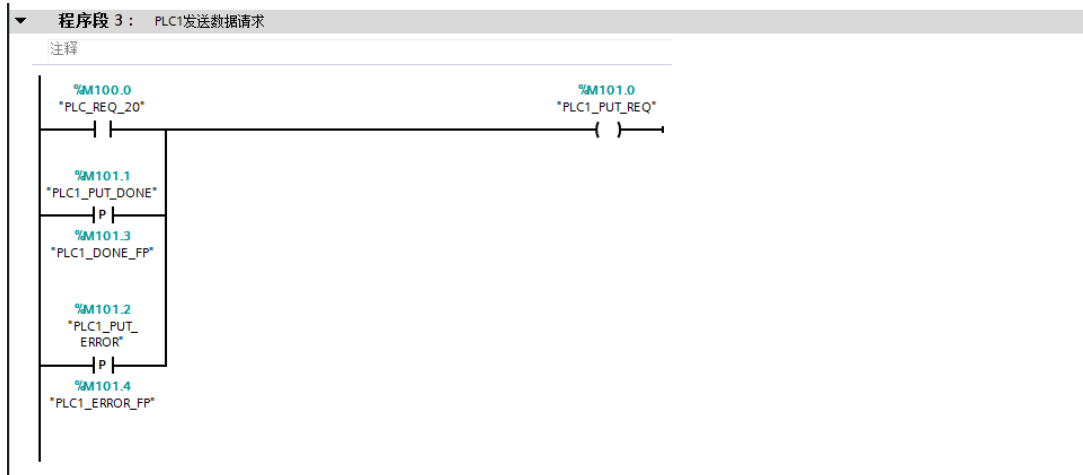 程序段 3： PLC1发送数据请求
注释
%M100.0
"PLC_REQ_20"
%M101.0
"PLC1_PUT_REQ"
%M101.1
"PLC1_PUT_DONE"
P
%M101.3
"PLC1_DONE_FP"
%M101.2
"PLC1_PUT_
ERROR"
P
%M101.4
"PLC1_ERROR_FP"